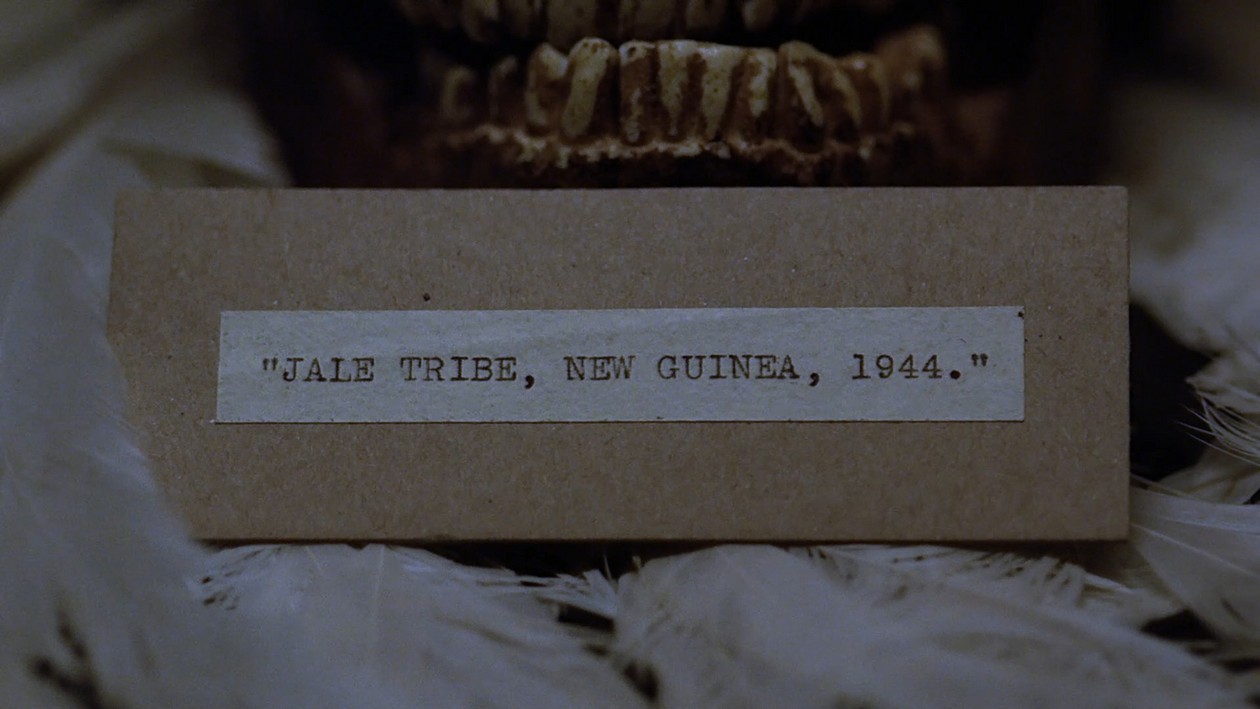 "JALE TRIBE, NEW GUINEA, 1944."